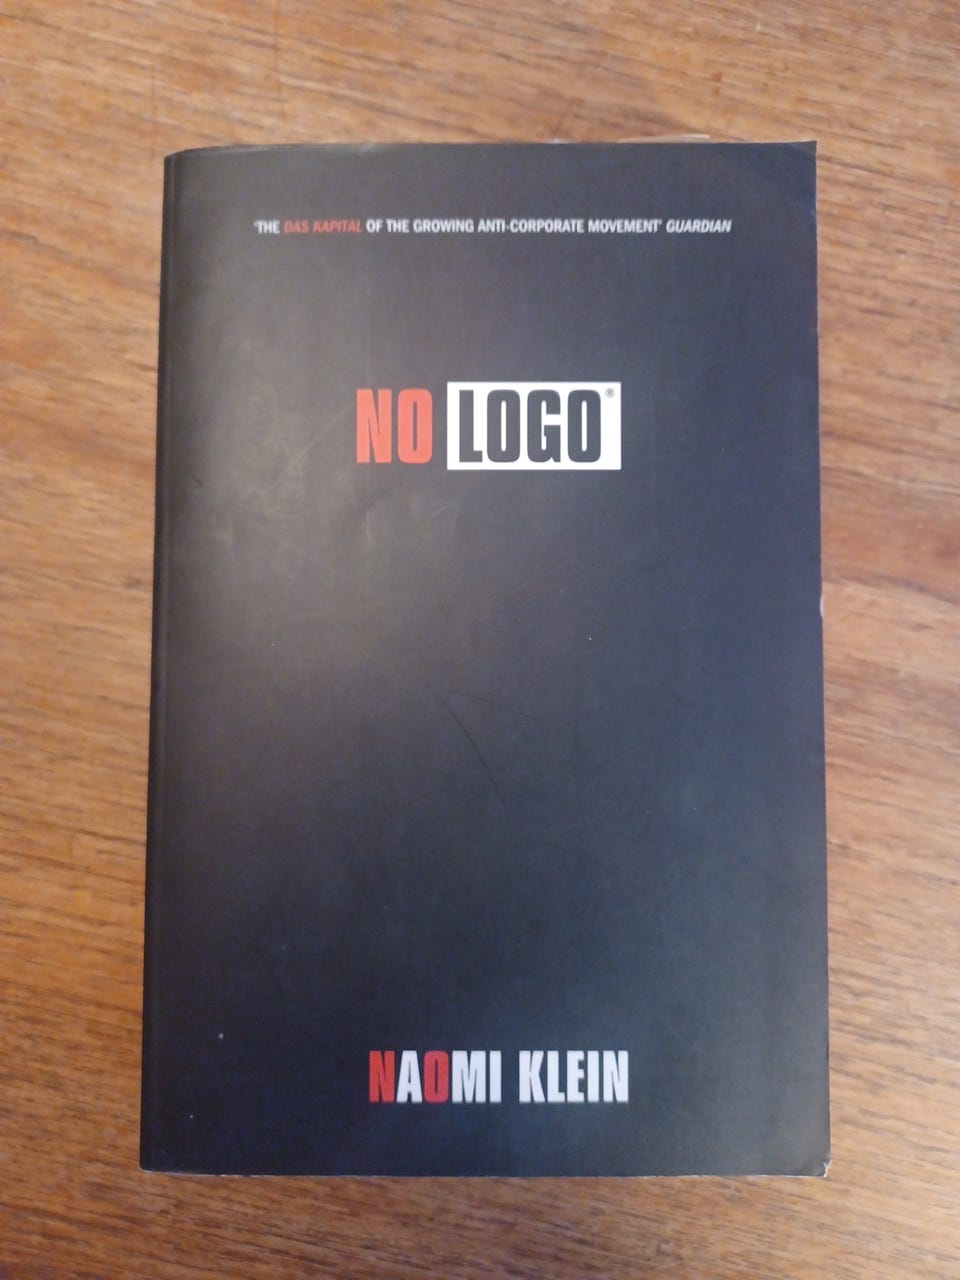 'THE DAS KAPITAL OF THE GROWING ANTI-CORPORATE MOVEMENT' GUARDIAN
NO LOGO®
NAOMI KLEIN